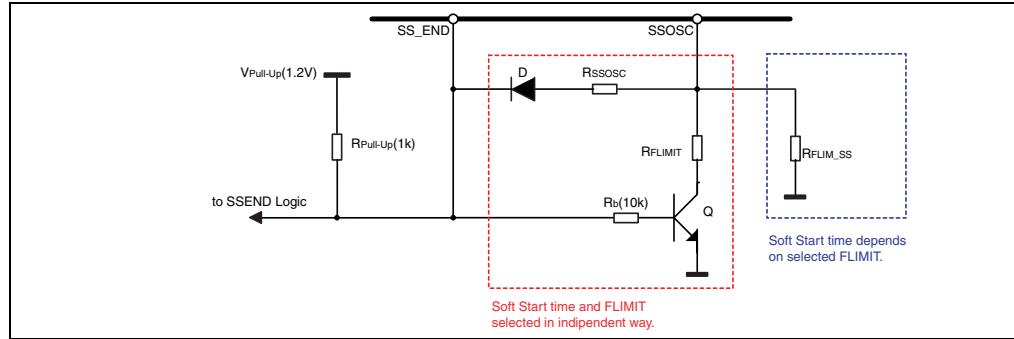 SS_END
SSOSC
VPull-Up(1.2V)
D
RSSOSC
RPull-Up(1k)
RFLIMIT
RFLIM_SS
to SSEND Logic
Rb(10k)
Q
Soft Start time depends
on selected FLIMIT.
Soft Start time and FLIMIT
selected in indipendent way.